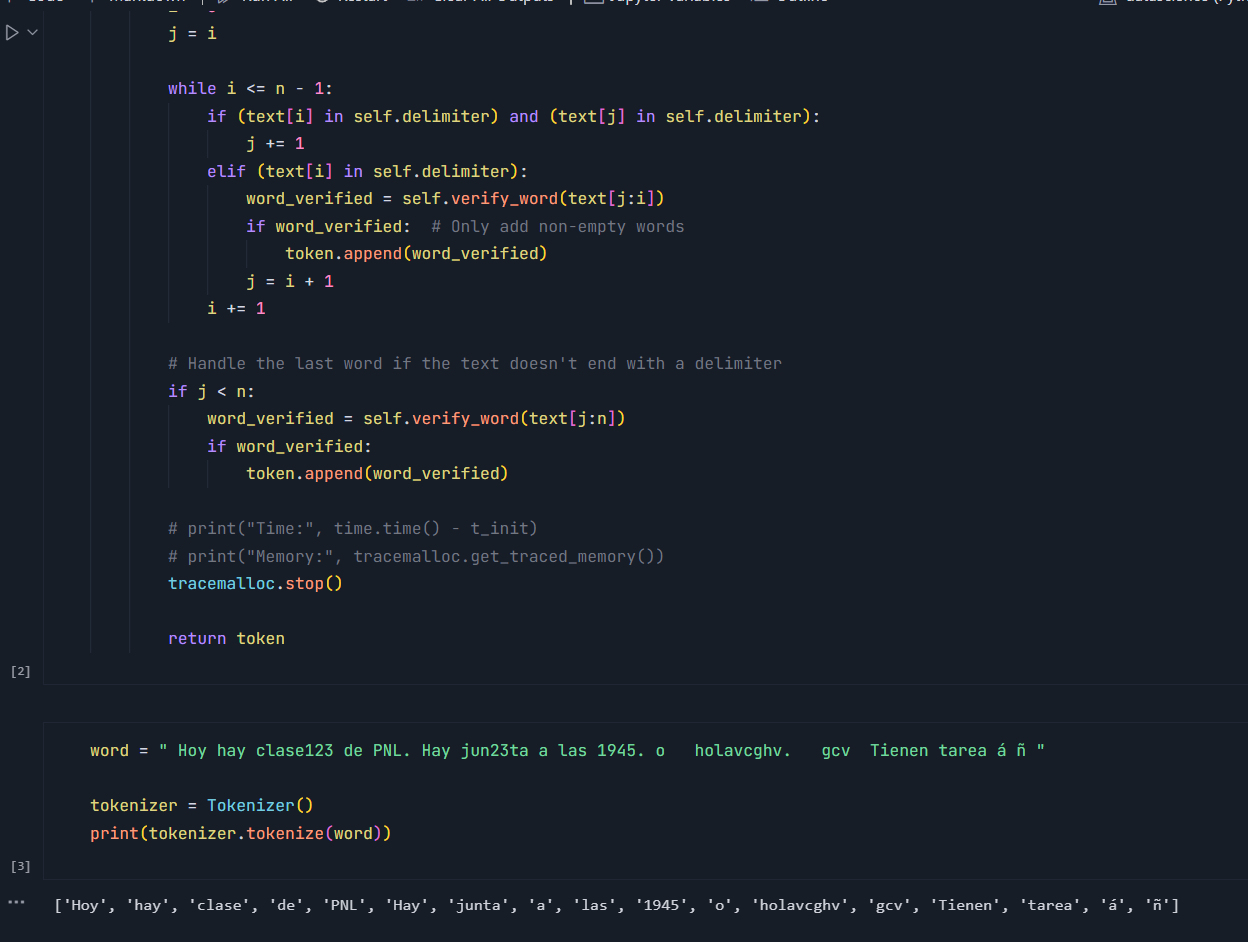 j = i
while i <= n - 1:
if (text[i] in self.delimiter) and (text[j] in self.delimiter):
j += 1
elif (text[i] in self.delimiter):
word_verified = self.verify_word(text[j:i])
if word_verified:  # Only add non-empty words
token.append(word_verified)
j = i + 1
i += 1
# Handle the last word if the text doesn't end with a delimiter
if j < n:
word_verified = self.verify_word(text[j:n])
if word_verified:
token.append(word_verified)
# print("Time:", time.time() - t_init)
# print("Memory:", tracemalloc.get_traced_memory())
tracemalloc.stop()
return token
[2]
word = " Hoy hay clase123 de PNL. Hay jun23ta a las 1945. o   holavcghv.   gcv  Tienen tarea á ñ "
tokenizer = Tokenizer()
print(tokenizer.tokenize(word))
[3]
... ['Hoy', 'hay', 'clase', 'de', 'PNL', 'Hay', 'junta', 'a', 'las', '1945', 'o', 'holavcghv', 'gcv', 'Tienen', 'tarea', 'á', 'ñ']